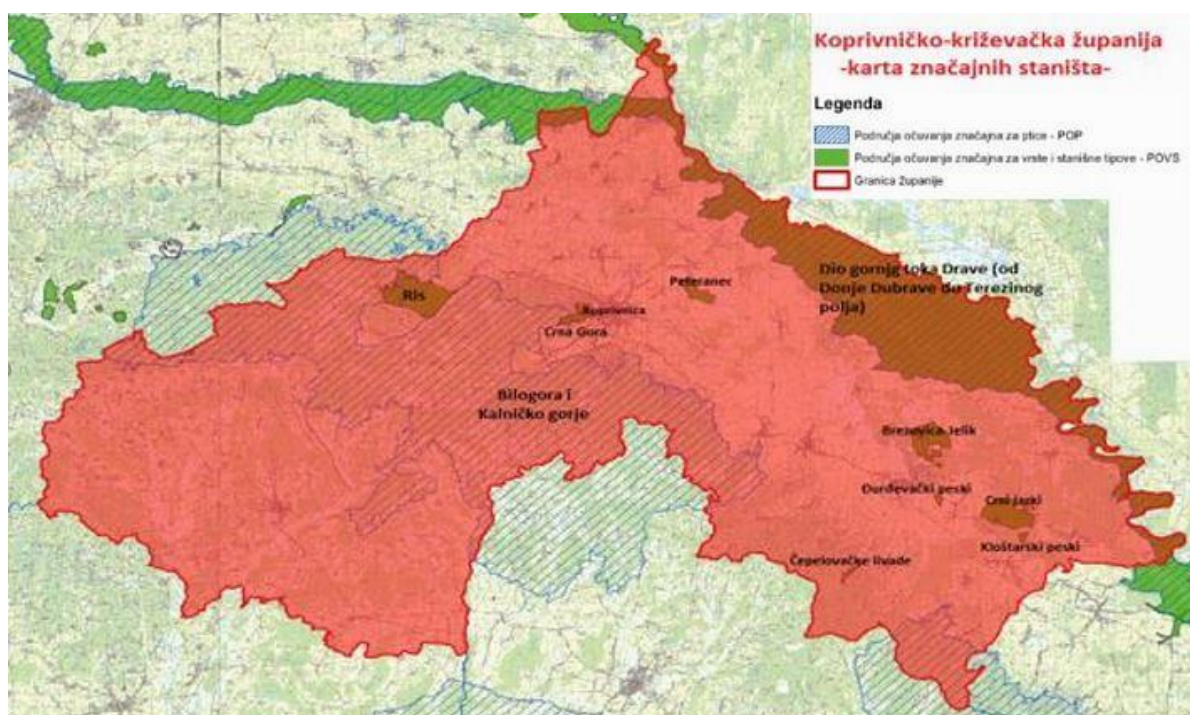 Koprivničko-križevačka županija
-karta značajnih staništa-
Legenda
Područja očuvanja značajna za ptice - POP
Područja očuvanja značajna za vrste i stanišne tipove - POVS
Granica županije
Dio gornjg toka Drave (od
Donje Dubrave do Terezinog
polja)
Ris
Peteranec
Koprivnica
Crna Gora
Bilogora i
Kalničko gorje
Brezovica-Jelik
Đurđevački peski
Crni jarki
Kloštarski peski
Čepelovačke livade